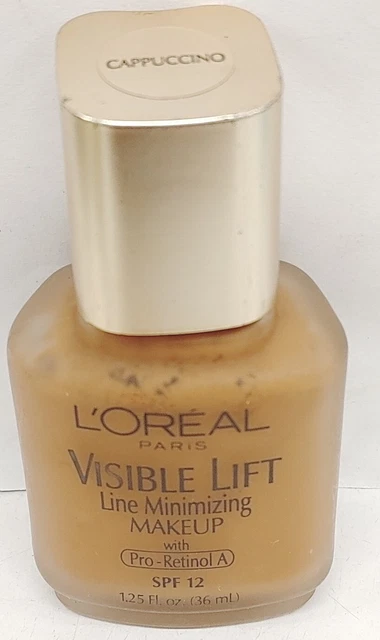 CAPPUCCINO
L'ORÉAL
PARIS
VISIBLE LIFT
Line Minimizing
MAKEUP
with
Pro-Retinol A
SPF 12
1.25 Fl. oz. (36 mL)